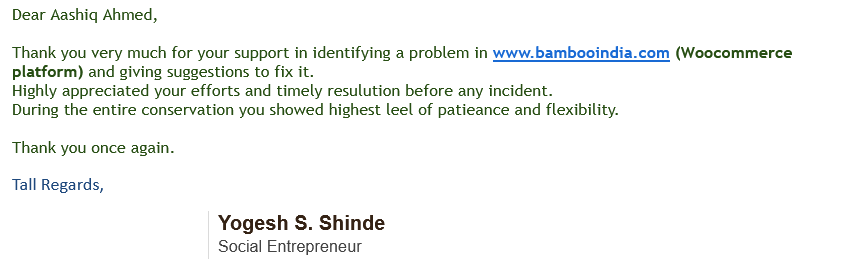 Dear Aashiq Ahmed,
Thank you very much for your support in identifying a problem in www.bambooindia.com (Woocommerce
platform) and giving suggestions to fix it.
Highly appreciated your efforts and timely resulution before any incident.
During the entire conservation you showed highest leel of patieance and flexibility.
Thank you once again.
Tall Regards,
Yogesh S. Shinde
Social Entrepreneur